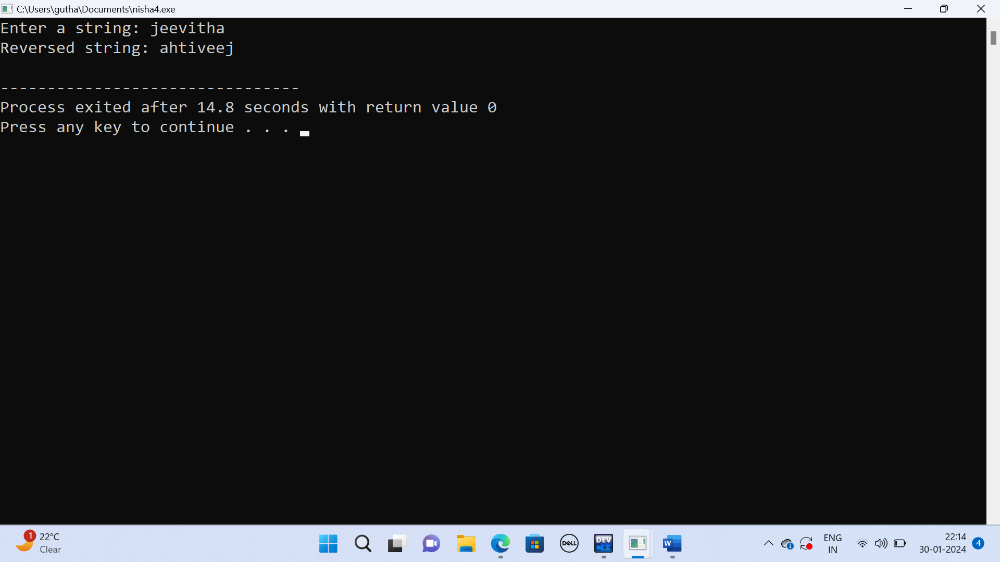 C:\Users\gutha\Documents\nisha4.exe
Enter a string: jeevitha
Reversed string: ahtiveej
--------------------------------
Process exited after 14.8 seconds with return value 0
Press any key to continue . . .
1
22°C
Clear
DELL
DEV
C++
W
ENG
IN
22:14
30-01-2024
4